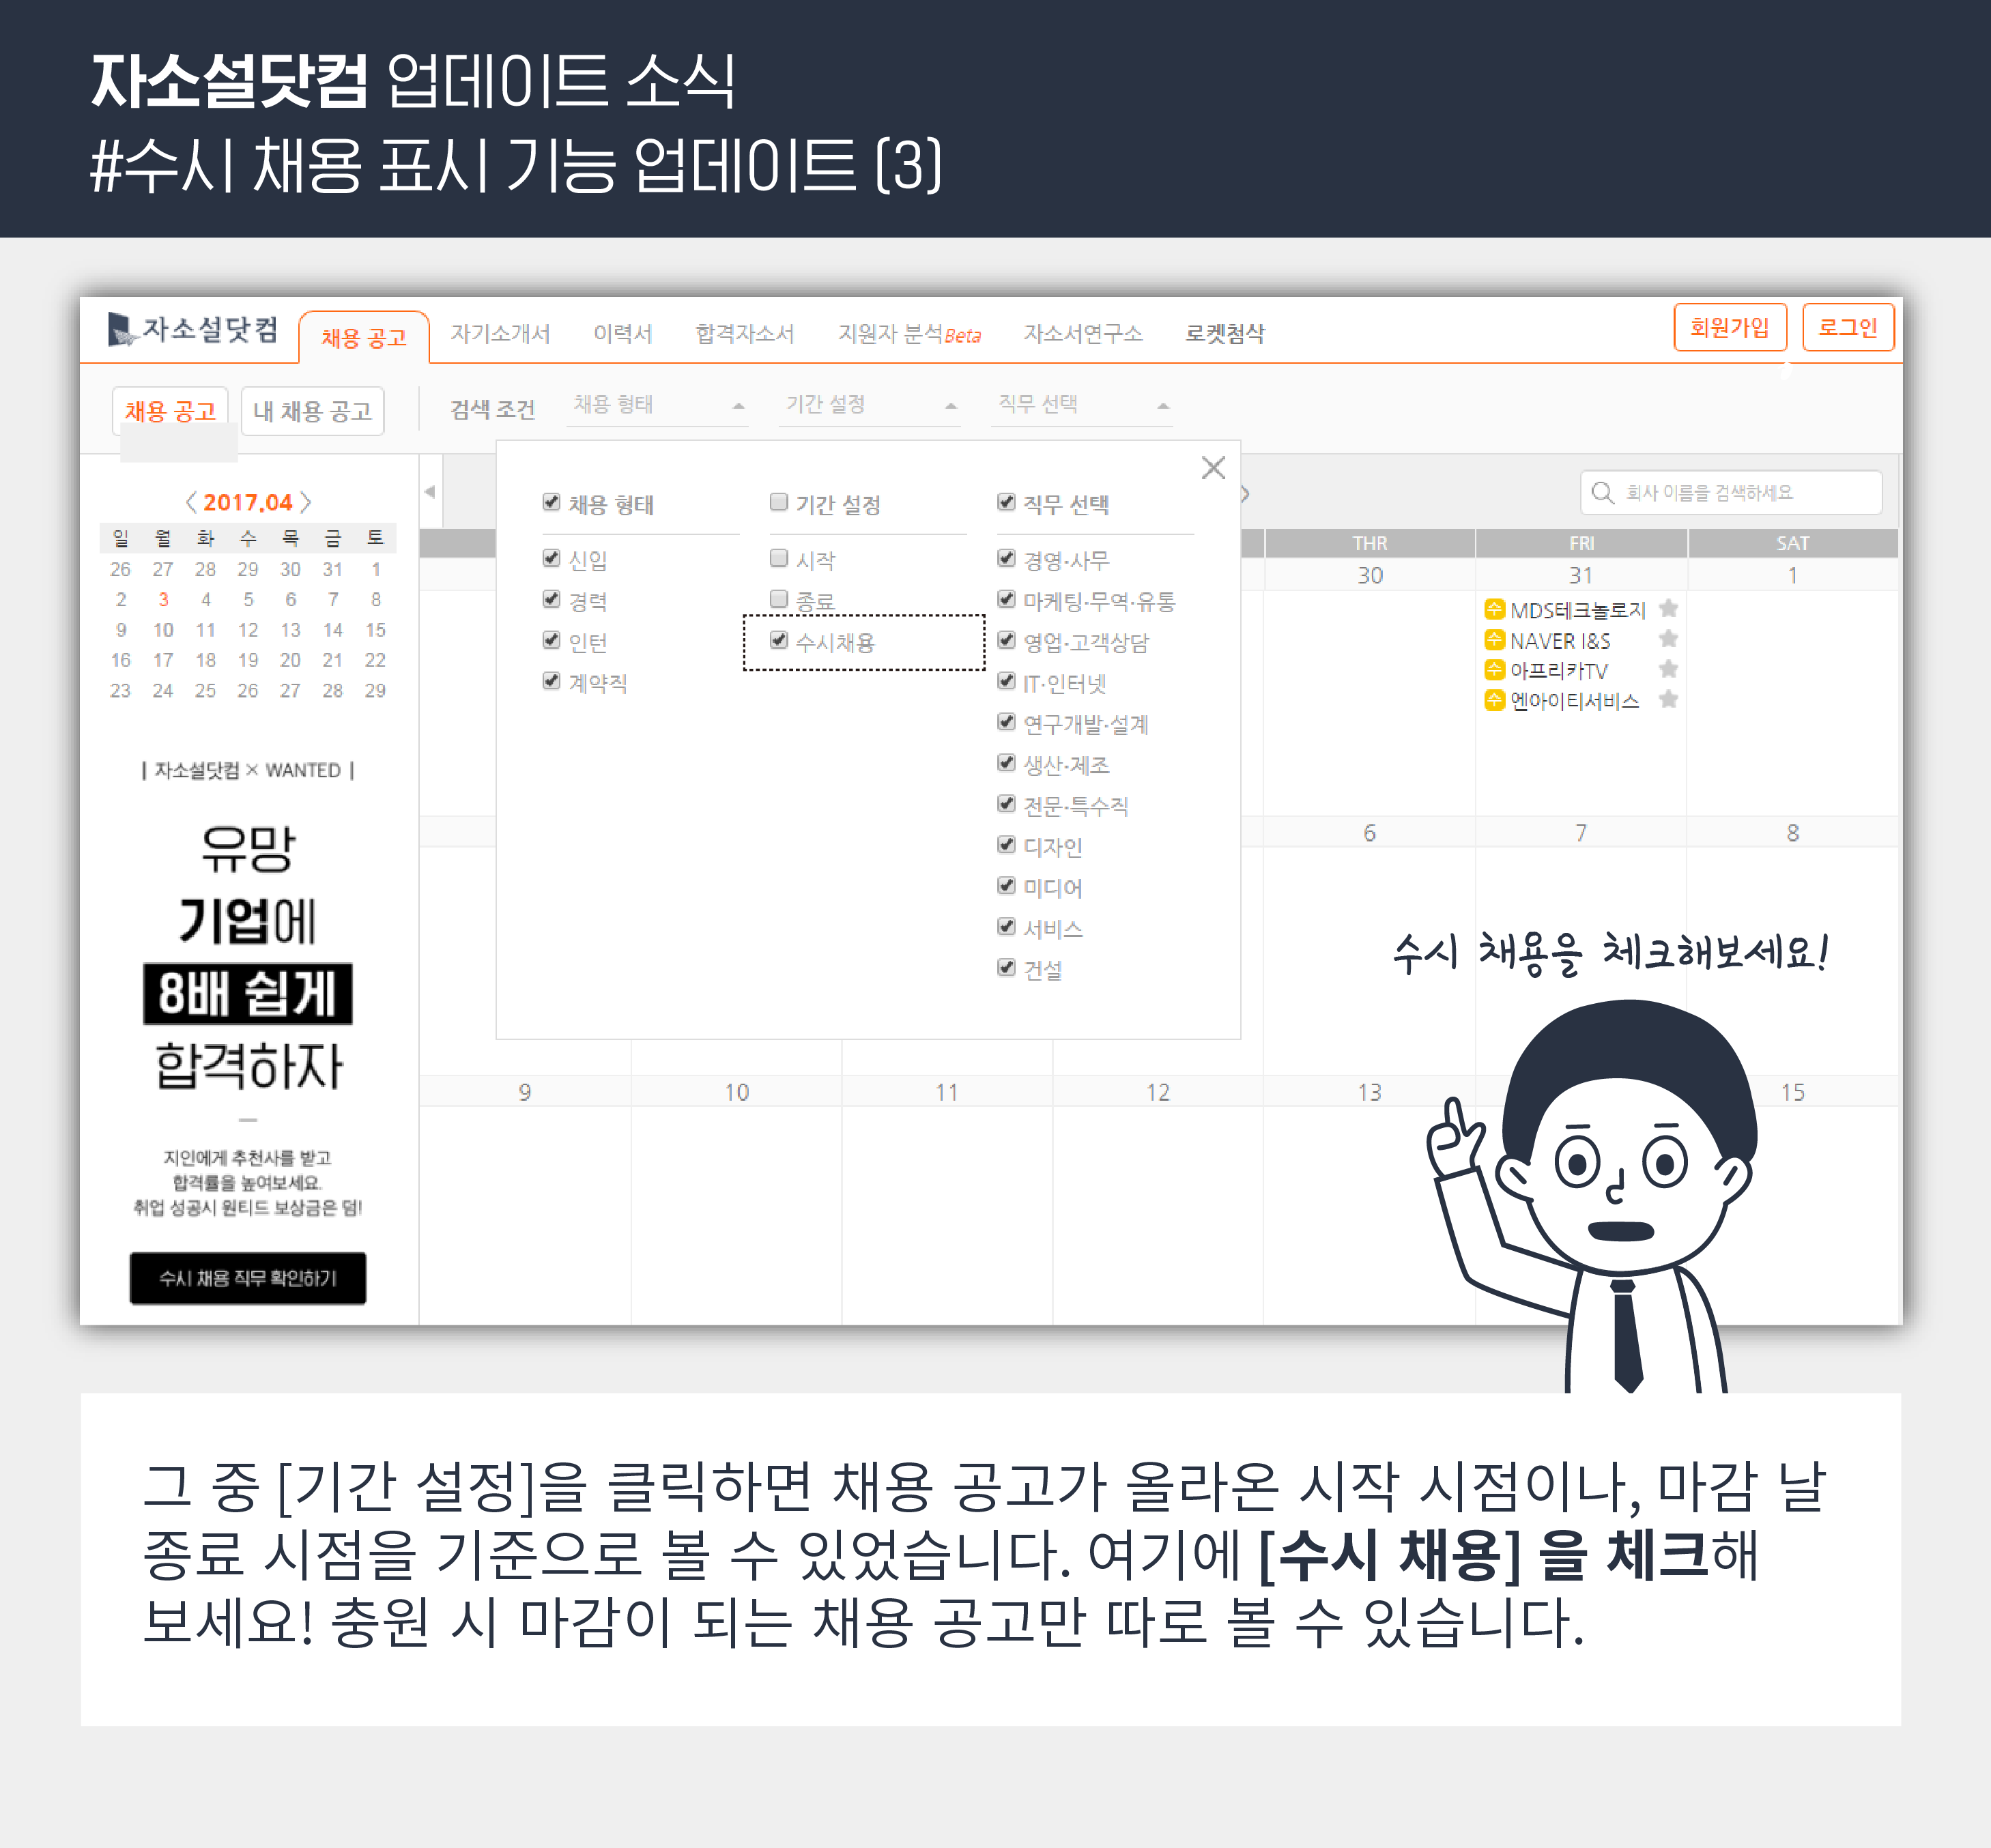 자소설닷컴 업데이트 소식
#수시 채용 표시 기능 업데이트 (3)
자소설닷컴 채용 공고 자기소개서 이력서 합격자소서 지원자 분석Beta 자소서연구소 로켓첨삭 회원가입 로그인
채용 공고 내 채용 공고 검색 조건 채용 형태 기간 설정 직무 선택
2017.04
일 월 화 수 목 금 토
26 27 28 29 30 31 1
2 3 4 5 6 7 8
9 10 11 12 13 14 15
16 17 18 19 20 21 22
23 24 25 26 27 28 29
| 자소설닷컴 × WANTED |
유망
기업에
8배 쉽게
합격하자
지인에게 추천사를 받고
합격률을 높여보세요.
취업 성공시 원티드 보상금은 덤!
수시 채용 직무 확인하기
채용 형태
신입
경력
인턴
계약직
기간 설정
시작
종료
수시채용
직무 선택
경영·사무
마케팅·무역·유통
영업·고객상담
IT·인터넷
연구개발·설계
생산·제조
전문·특수직
디자인
미디어
서비스
건설
회사 이름을 검색하세요
THR FRI SAT
30 31 1
수 MDS테크놀로지
수 NAVER I&S
수 아프리카TV
수 엔아이티서비스
6 7 8
수시 채용을 체크해보세요!
9 10 11 12 13 15
그 중 [기간 설정]을 클릭하면 채용 공고가 올라온 시작 시점이나, 마감 날
종료 시점을 기준으로 볼 수 있었습니다. 여기에 [수시 채용] 을 체크해
보세요! 충원 시 마감이 되는 채용 공고만 따로 볼 수 있습니다.